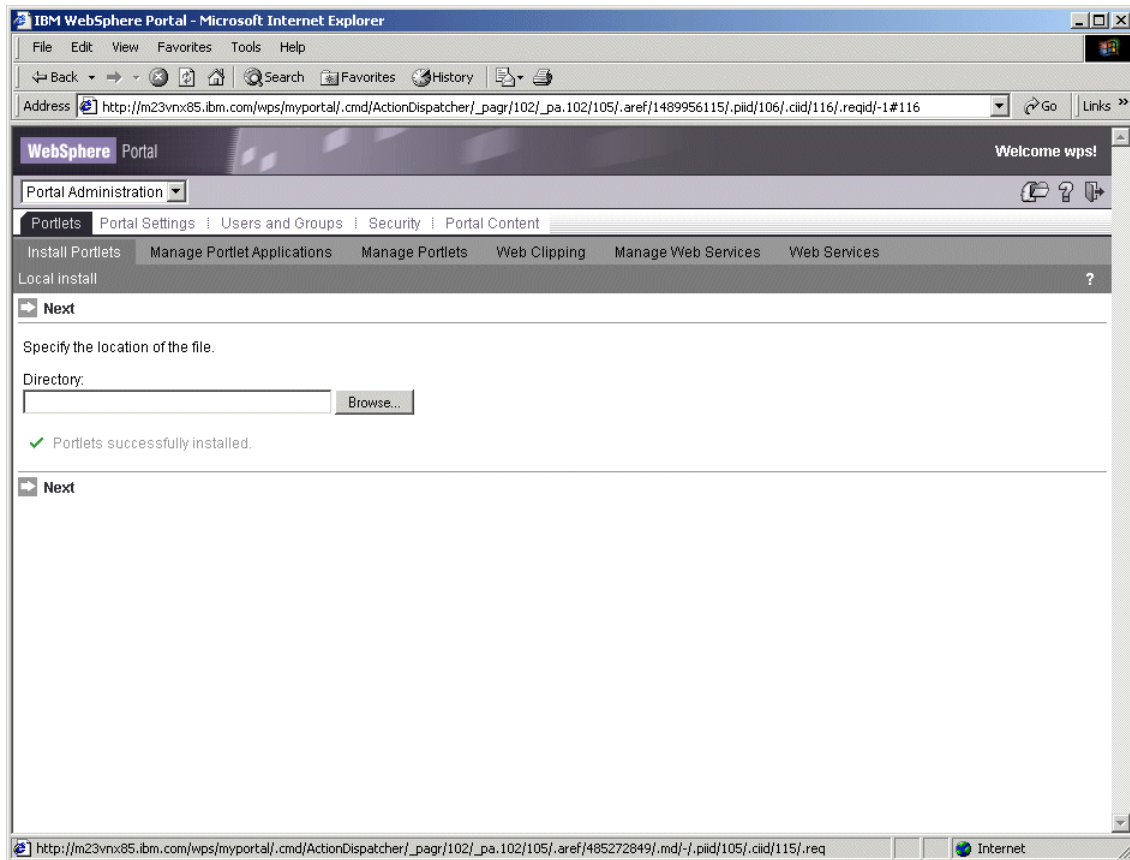 IBM WebSphere Portal - Microsoft Internet Explorer
File Edit View Favorites Tools Help
Back Search Favorites History
Address http://m23vnx85.ibm.com/wps/myportal/.cmd/ActionDispatcher/_pagr/102/_pa.102/105/.aref/1489956115/.piid/106/.ciid/116/.reqid/-1#116 Go Links »
WebSphere Portal Welcome wps!
Portal Administration ?
Portlets Portal Settings | Users and Groups | Security | Portal Content
Install Portlets Manage Portlet Applications Manage Portlets Web Clipping Manage Web Services Web Services
Local install ?
Next
Specify the location of the file.
Directory:
Browse...
Portlets successfully installed.
Next
http://m23vnx85.ibm.com/wps/myportal/.cmd/ActionDispatcher/_pagr/102/_pa.102/105/.aref/485272849/.md/-/.piid/105/.ciid/115/.req Internet